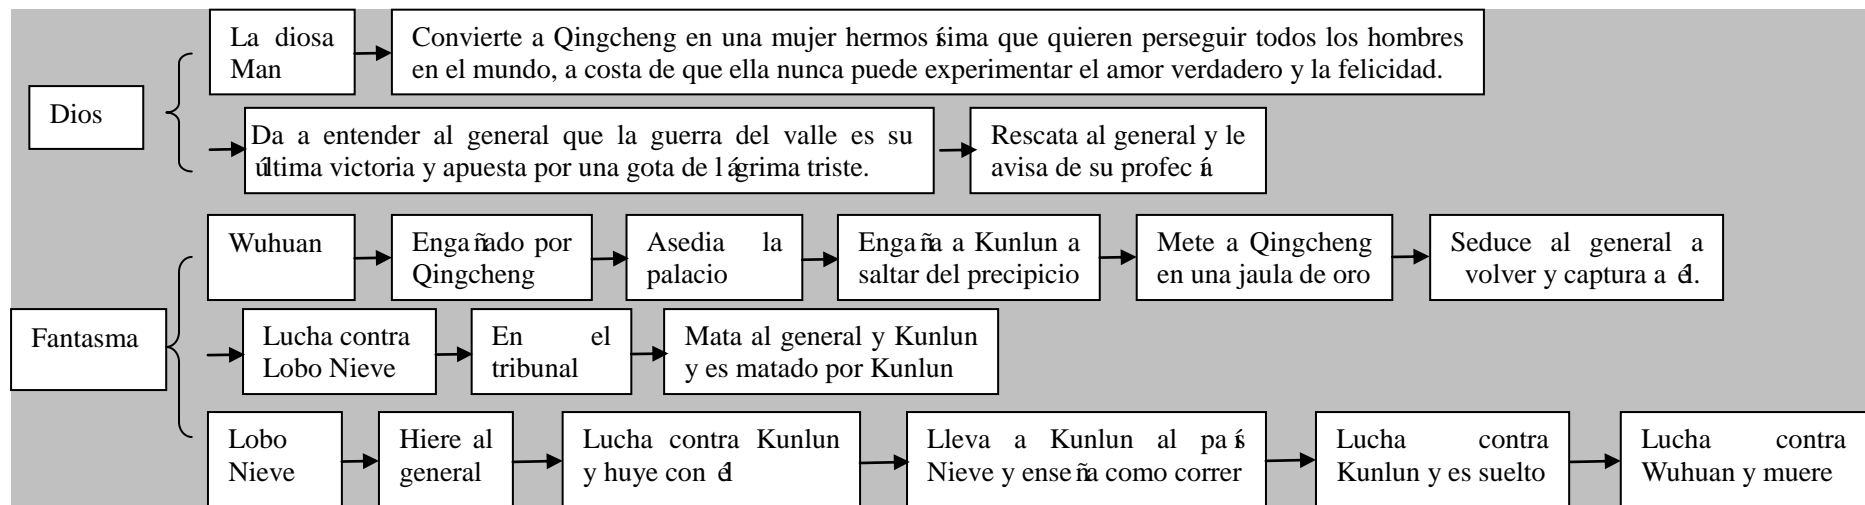 La diosa
Man
Convierte a Qingcheng en una mujer hermosísima que quieren perseguir todos los hombres
en el mundo, a costa de que ella nunca puede experimentar el amor verdadero y la felicidad.
Dios
Da a entender al general que la guerra del valle es su
última victoria y apuesta por una gota de lágrima triste.
Rescata al general y le
avisa de su profecía
Wuhuan
Engañado por
Qingcheng
Asedia la
palacio
Engaña a Kunlun a
saltar del precipicio
Mete a Qingcheng
en una jaula de oro
Seduce al general a
volver y captura a él.
Fantasma
Lucha contra
Lobo Nieve
En el
tribunal
Mata al general y Kunlun
y es matado por Kunlun
Lobo
Nieve
Hiere al
general
Lucha contra Kunlun
y huye con él
Lleva a Kunlun al país
Nieve y enseña como correr
Lucha contra
Kunlun y es suelto
Lucha contra
Wuhuan y muere